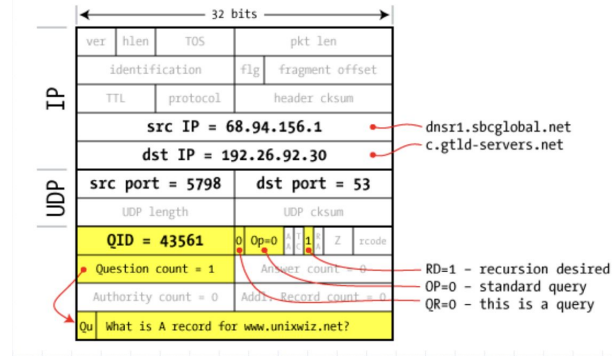 32 bits
ver hlen TOS pkt len
identification flg fragment offset
TTL protocol header cksum
IP
src IP = 68.94.156.1
dnsr1.sbcglobal.net
dst IP = 192.26.92.30
c.gtld-servers.net
src port = 5798 dst port = 53
UDP
UDP length UDP cksum
QID = 43561 0 Op=0 AA TC 1 RA Z rcode
Question count = 1 Answer count = 0
RD=1 - recursion desired
OP=0 - standard query
Authority count = 0 Addl. Record count = 0
QR=0 - this is a query
Qu What is A record for www.unixwiz.net?